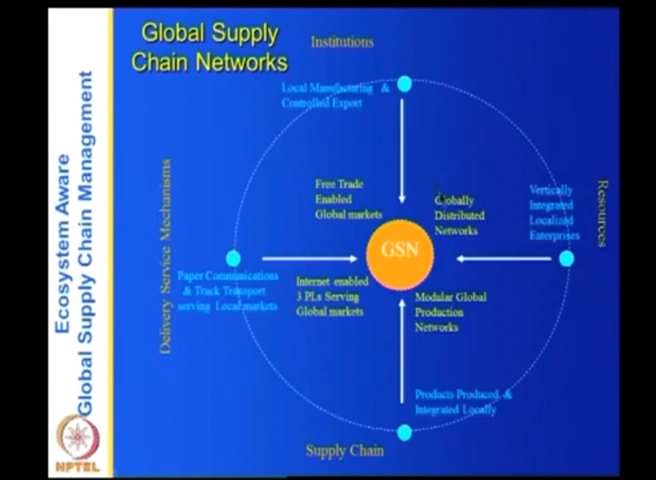 Global Supply
Chain Networks
Institutions
Local Manufacturing &
Controlled Export
Free Trade
Enabled
Global markets
Globally
Distributed
Networks
Vertically
Integrated
Localized
Enterprises
Resources
GSN
Delivery Service Mechanisms
Paper Communications
& Truck Transport
serving Local markets
Internet enabled
3 PLs Serving
Global markets
Modular Global
Production
Networks
Products Produced &
Integrated Locally
Supply Chain
Ecosystem Aware
Global Supply Chain Management
NPTEL